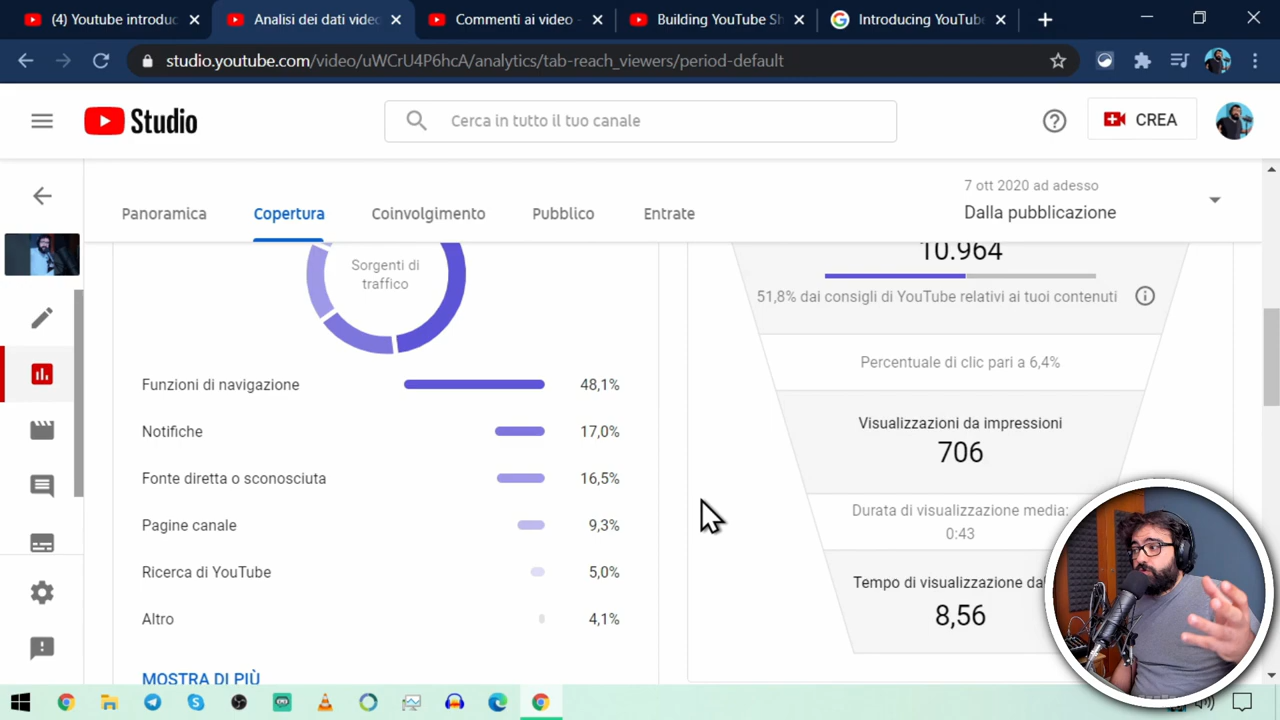 (4) Youtube introduc
Analisi dei dati video
Commenti ai video -
Building YouTube Sh
Introducing YouTube
studio.youtube.com/video/uWCrU4P6hcA/analytics/tab-reach_viewers/period-default
Studio
Cerca in tutto il tuo canale
CREA
Panoramica
Copertura
Coinvolgimento
Pubblico
Entrate
7 ott 2020 ad adesso
Dalla pubblicazione
Sorgenti di
traffico
Funzioni di navigazione 48,1%
Notifiche 17,0%
Fonte diretta o sconosciuta 16,5%
Pagine canale 9,3%
Ricerca di YouTube 5,0%
Altro 4,1%
MOSTRA DI PIÙ
10.964
51,8% dai consigli di YouTube relativi ai tuoi contenuti
Percentuale di clic pari a 6,4%
Visualizzazioni da impressioni
706
Durata di visualizzazione media:
0:43
Tempo di visualizzazione da
8,56